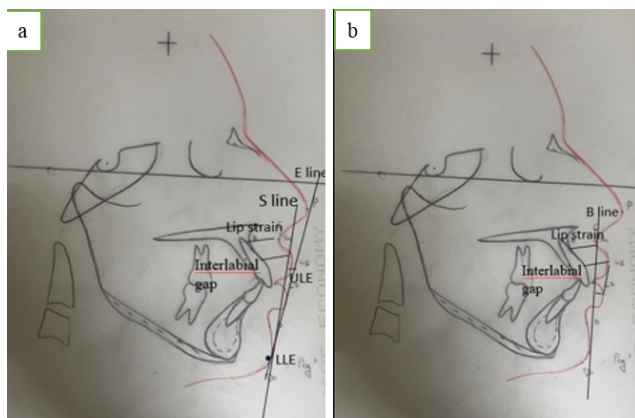 a
E line
S line
Lip strain
Interlabial
gap
ULE
LLE
b
B line
Lip strain
Interlabial
gap